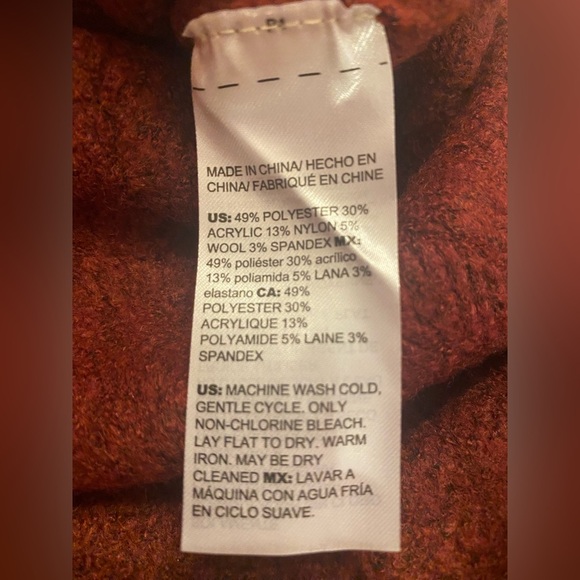 MADE IN CHINA/ HECHO EN
CHINA/ FABRIQUÉ EN CHINE
US: 49% POLYESTER 30%
ACRYLIC 13% NYLON 5%
WOOL 3% SPANDEX MX:
49% poliéster 30% acrílico
13% poliamida 5% LANA 3%
elastano CA: 49%
POLYESTER 30%
ACRYLIQUE 13%
POLYAMIDE 5% LAINE 3%
SPANDEX
US: MACHINE WASH COLD,
GENTLE CYCLE. ONLY
NON-CHLORINE BLEACH.
LAY FLAT TO DRY. WARM
IRON. MAY BE DRY
CLEANED MX: LAVAR A
MÁQUINA CON AGUA FRÍA
EN CICLO SUAVE.